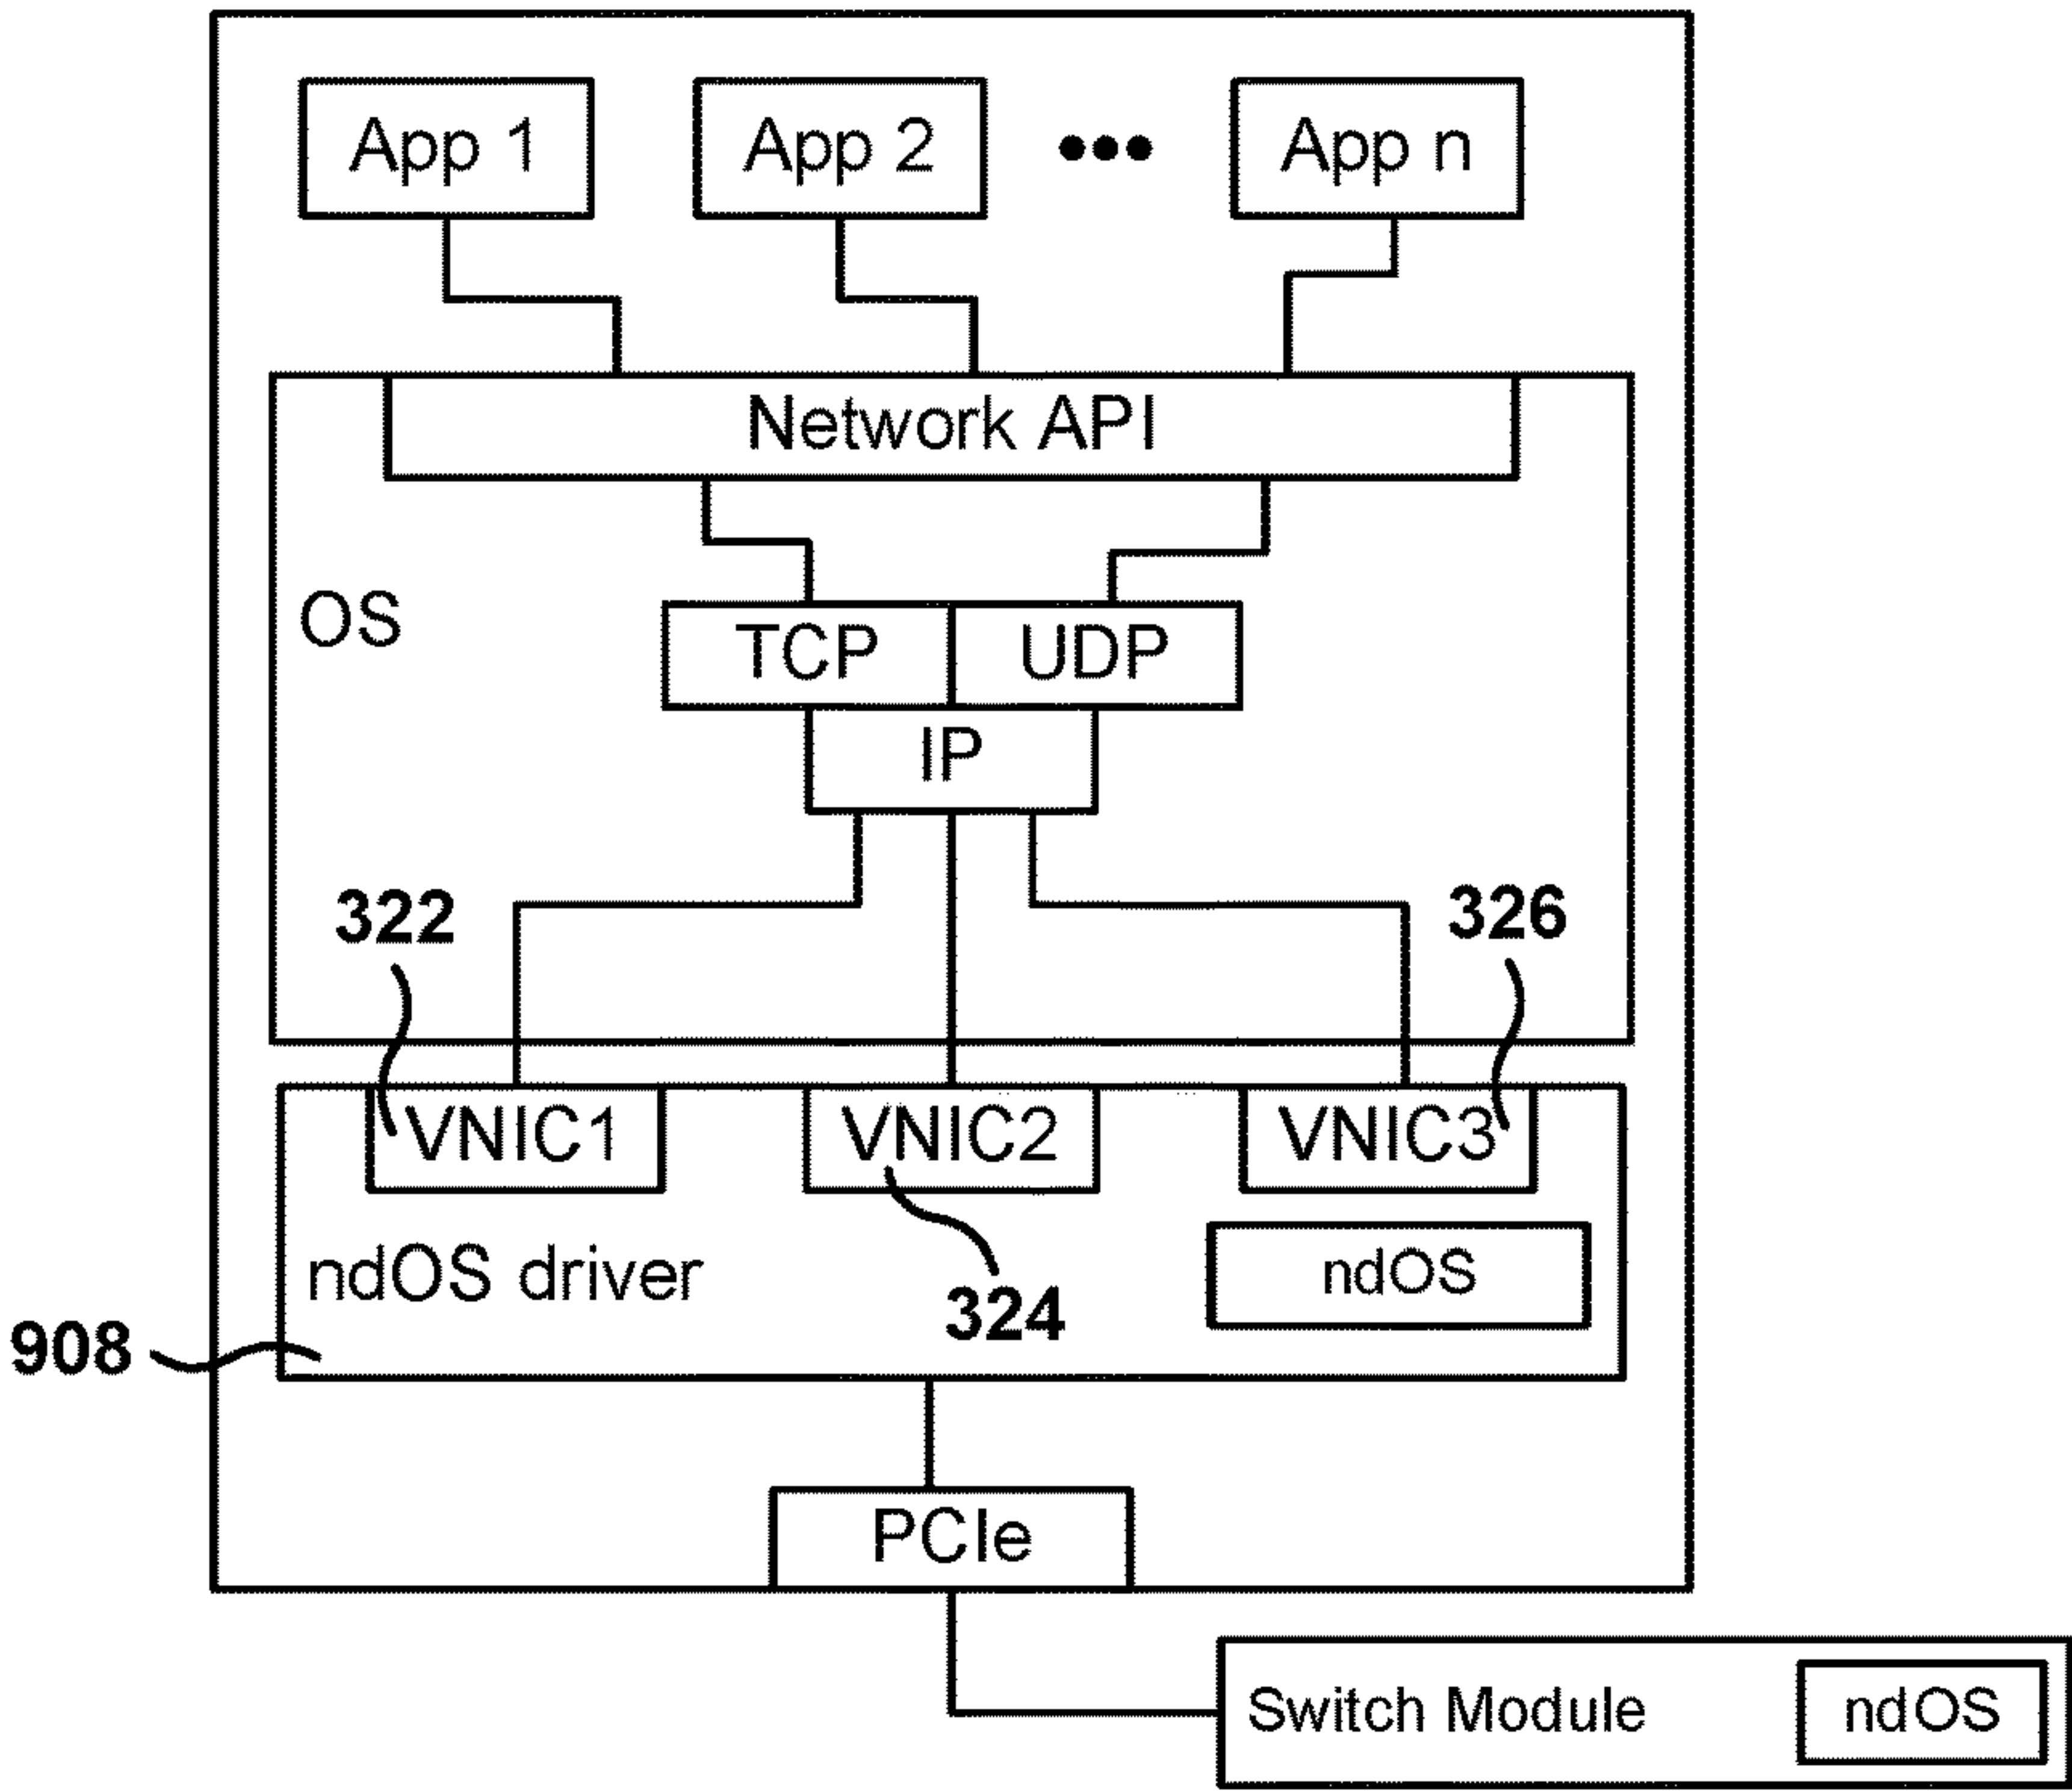 App 1
App 2
•••
App n
Network API
OS
TCP
UDP
IP
322
326
VNIC1
VNIC2
VNIC3
ndOS driver
324
ndOS
908
PCIe
Switch Module
ndOS